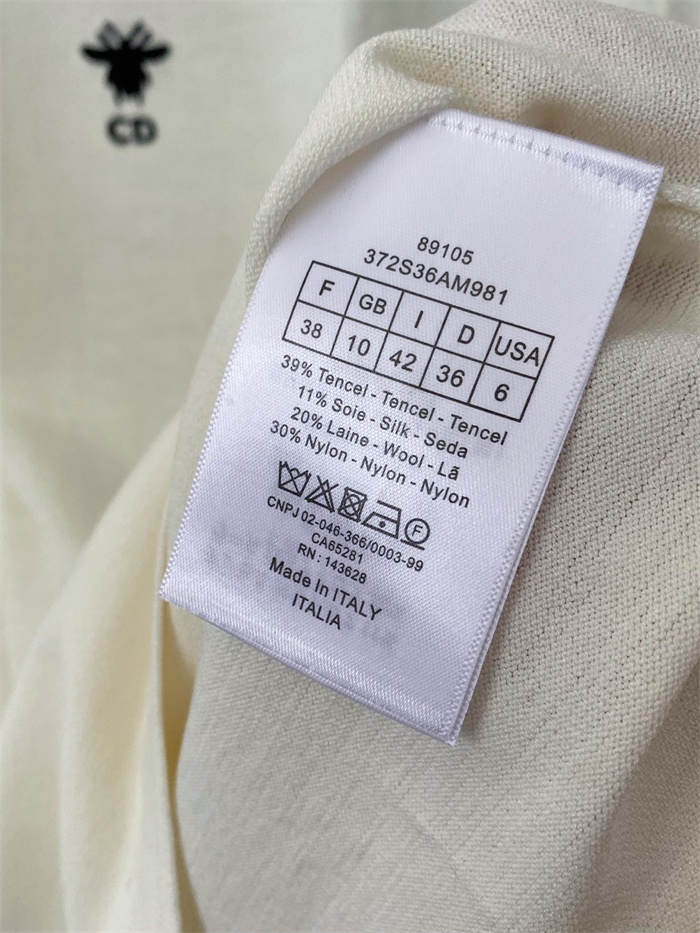 CD
89105
372S36AM981
F GB I D USA
38 10 42 36 6
39% Tencel - Tencel - Tencel
11% Soie - Silk - Seda
20% Laine - Wool - Lã
30% Nylon - Nylon - Nylon
F
CNPJ 02-046-366/0003-99
CA65281
RN : 143628
Made In ITALY
ITALIA